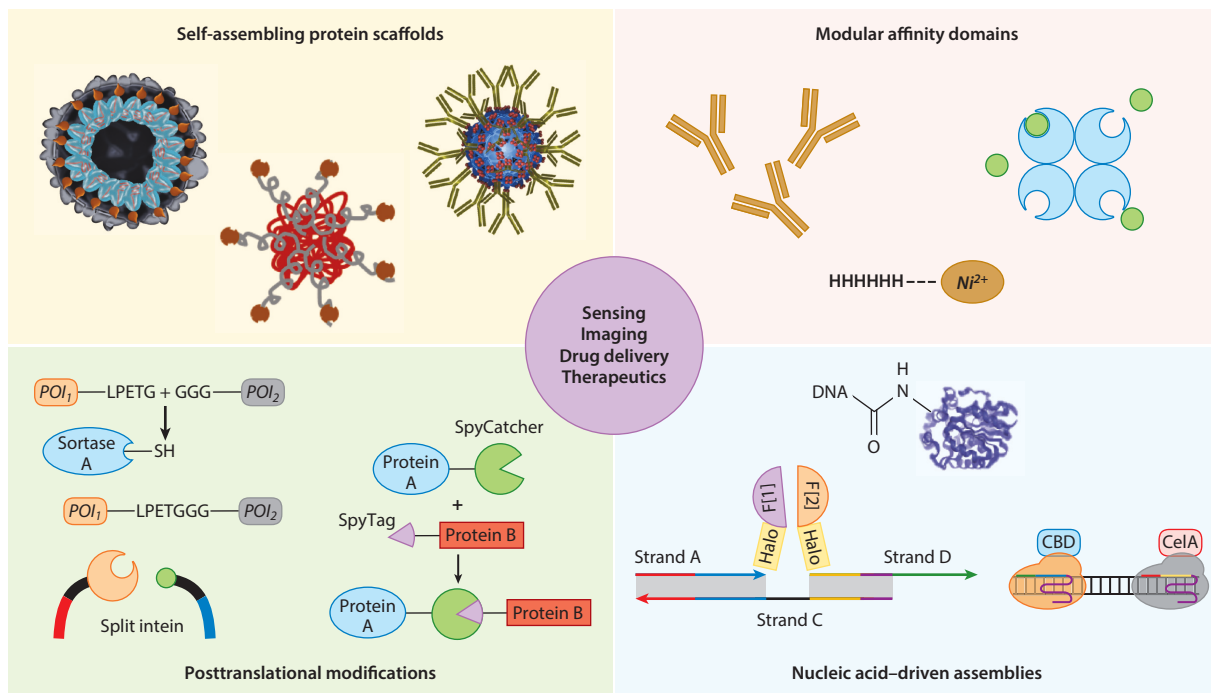 Self-assembling protein scaffolds
Modular affinity domains
HHHHHH---
Ni²⁺
Sensing
Imaging
Drug delivery
Therapeutics
POI₁
LPETG + GGG
POI₂
Sortase
A
SH
POI₁
LPETGGG
POI₂
Split intein
SpyCatcher
Protein
A
+
SpyTag
Protein B
Protein
A
Protein B
Posttranslational modifications
DNA
H
N
O
F[1]
F[2]
Halo
Halo
Strand A
Strand D
Strand C
CBD
CelA
Nucleic acid–driven assemblies